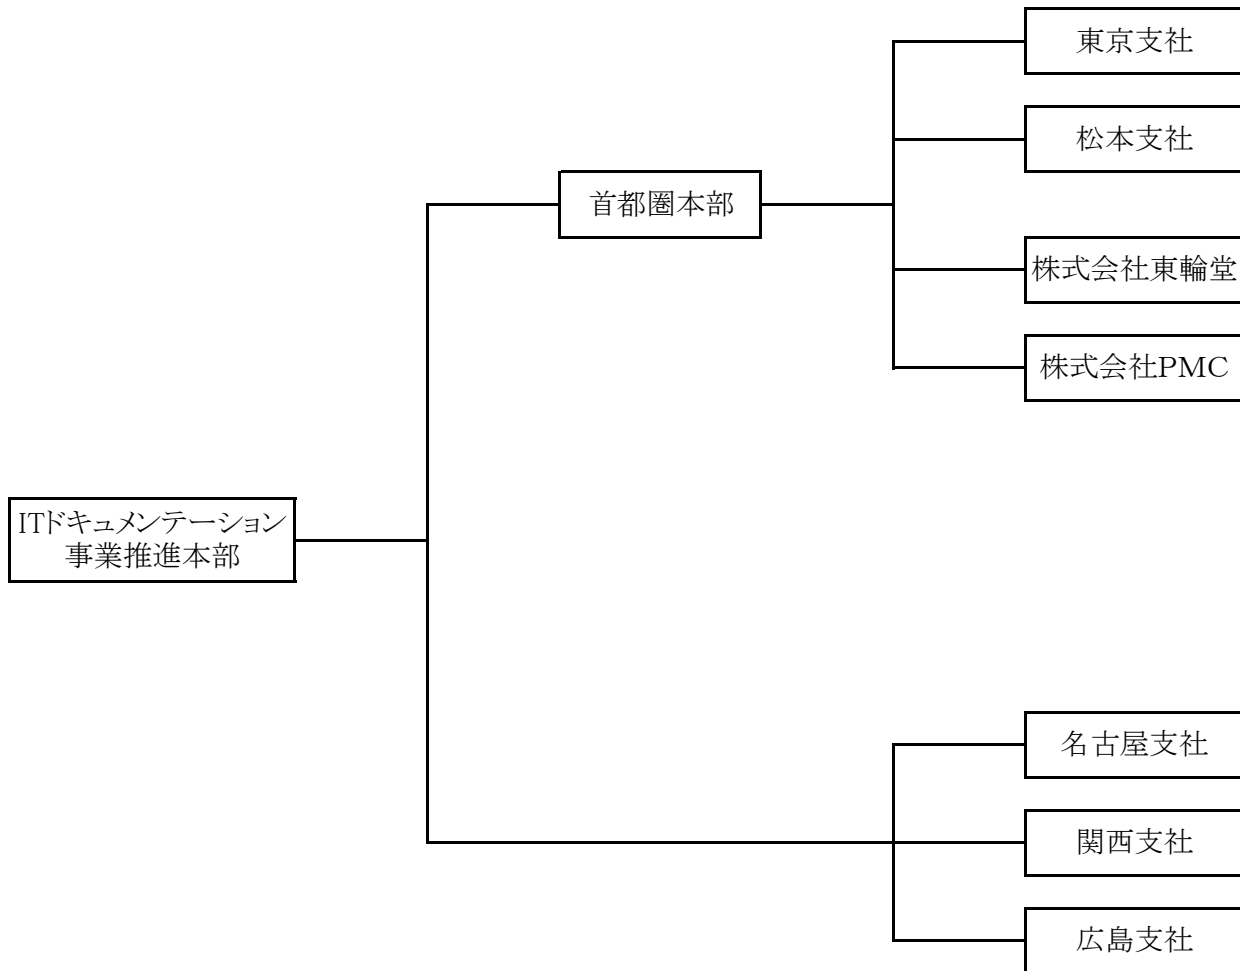 東京支社
松本支社
首都圏本部
株式会社東輪堂
株式会社PMC
ITドキュメンテーション
事業推進本部
名古屋支社
関西支社
広島支社